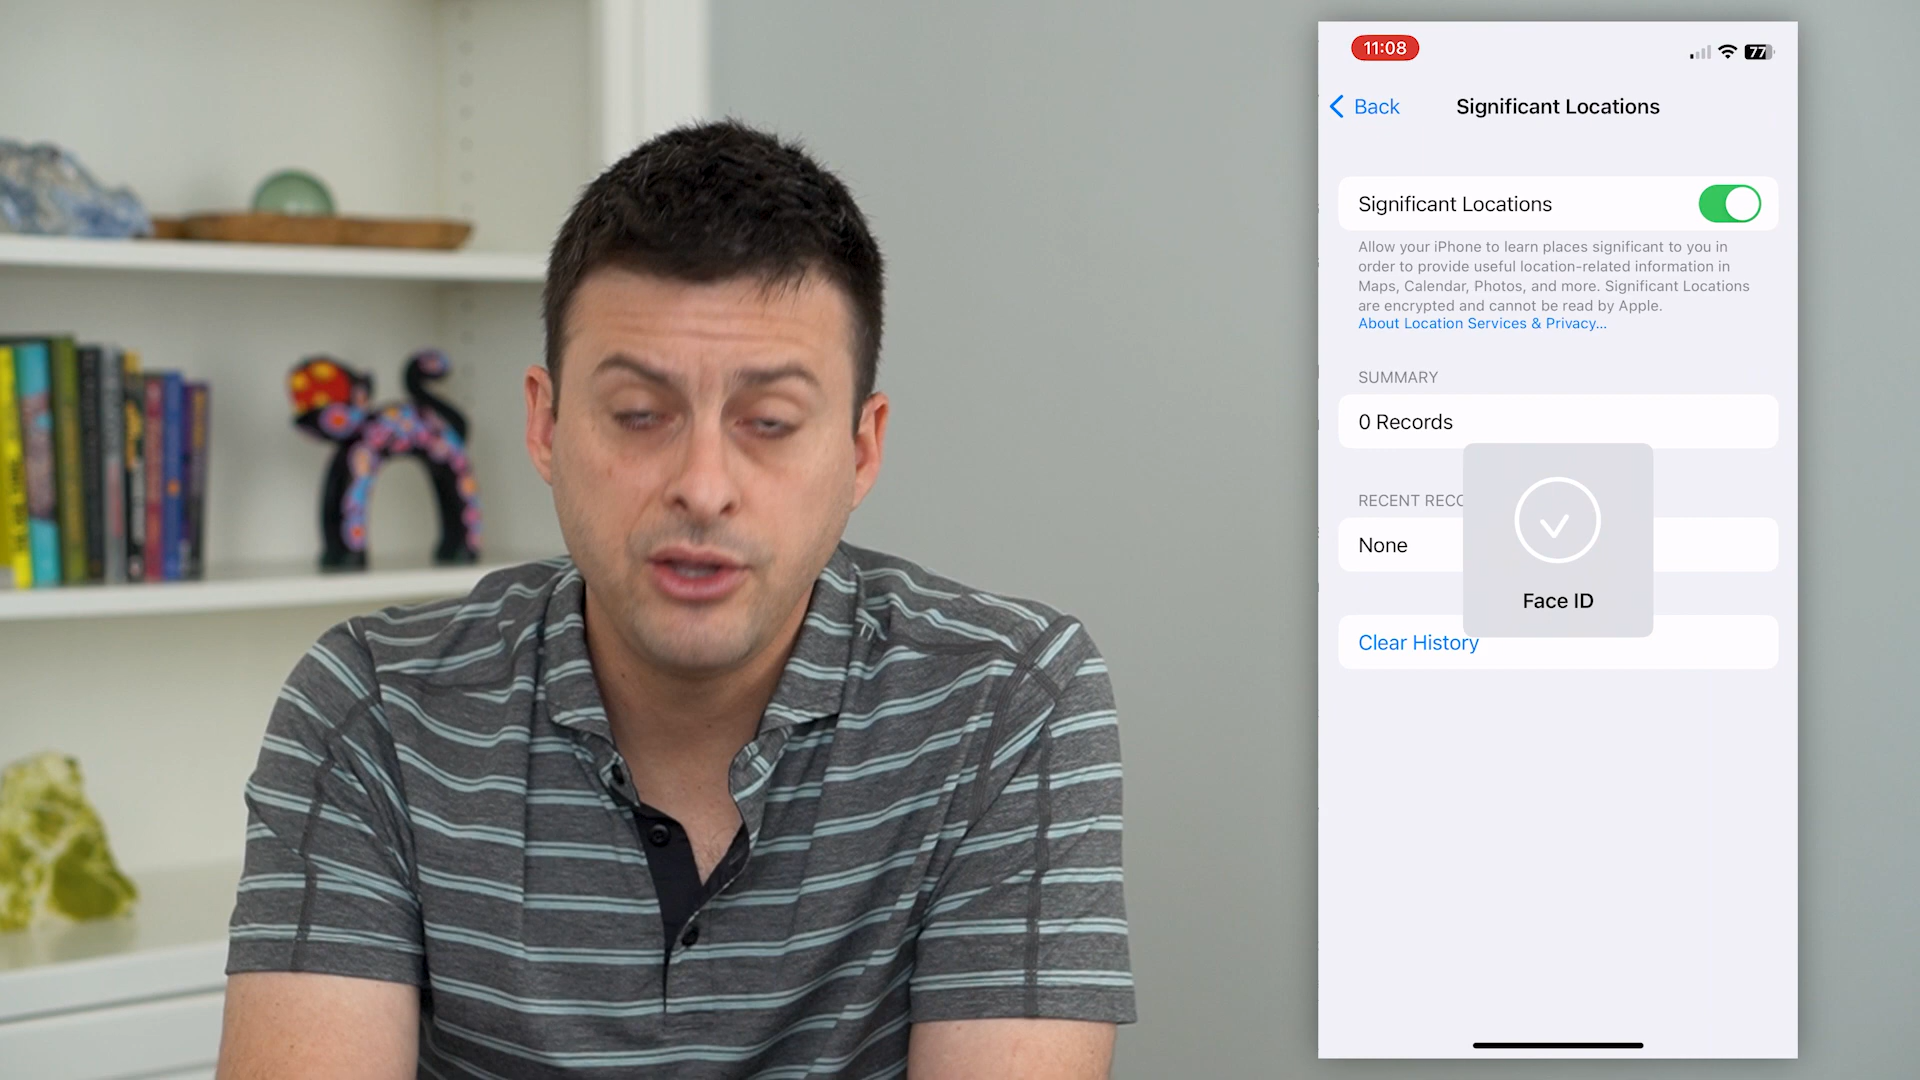 11:08
77
Back
Significant Locations
Significant Locations
Allow your iPhone to learn places significant to you in
order to provide useful location-related information in
Maps, Calendar, Photos, and more. Significant Locations
are encrypted and cannot be read by Apple.
About Location Services & Privacy...
SUMMARY
0 Records
RECENT
None
Face ID
Clear History